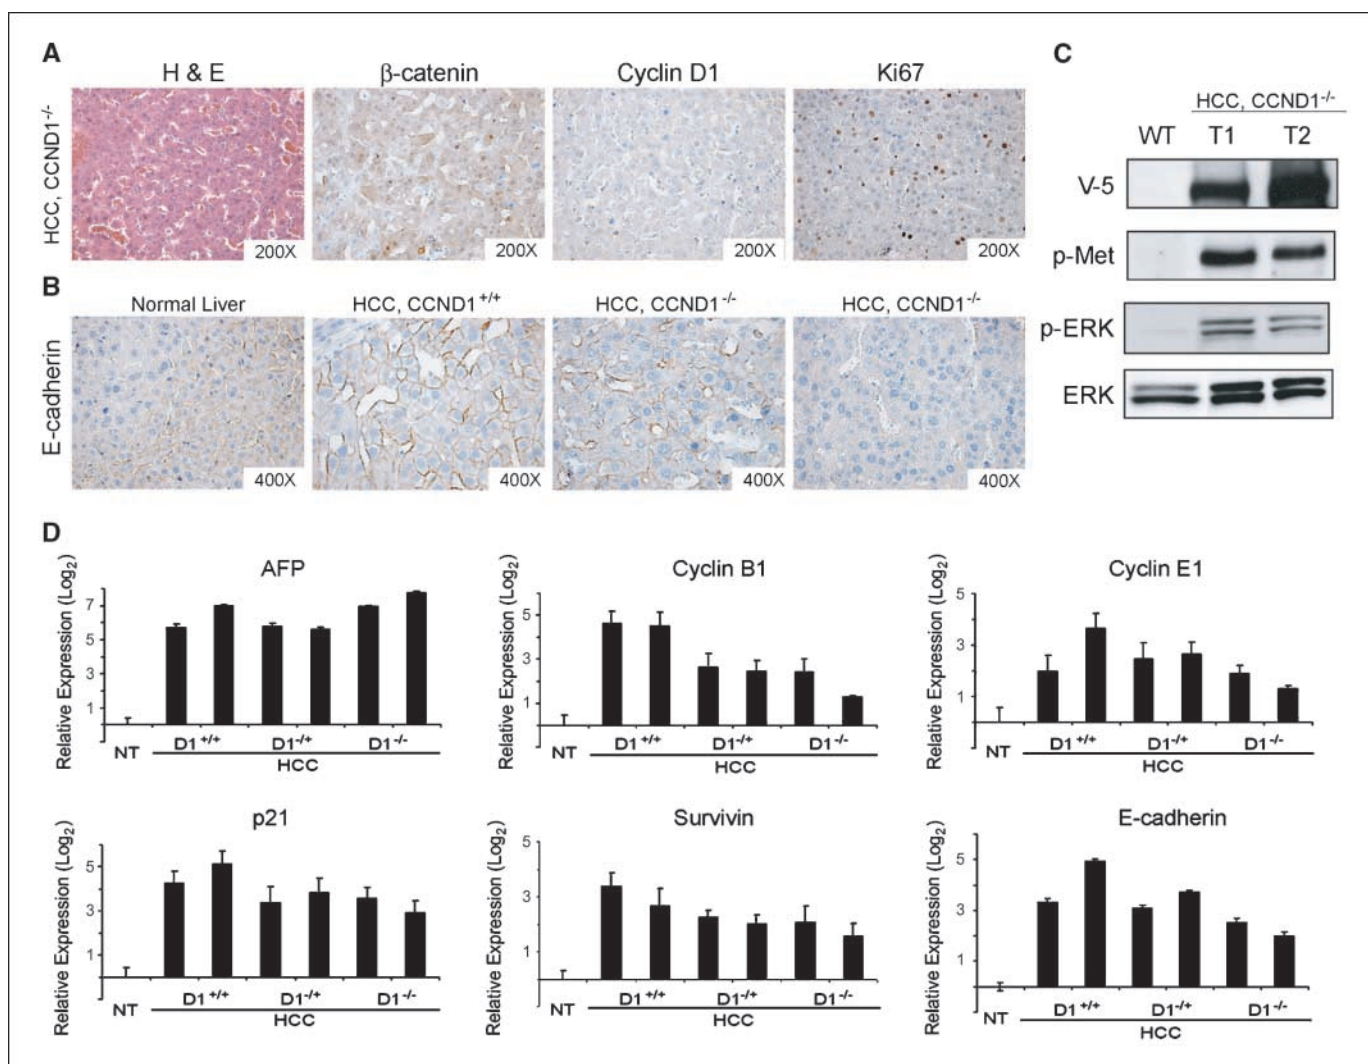 A
H & E
β-catenin
Cyclin D1
Ki67
HCC, CCND1-/-
200X
200X
200X
200X
B
Normal Liver
HCC, CCND1+/+
HCC, CCND1-/-
HCC, CCND1-/-
E-cadherin
400X
400X
400X
400X
C
HCC, CCND1-/-
WT T1 T2
V-5
p-Met
p-ERK
ERK
D
AFP
Relative Expression (Log2)
7
5
3
1
NT
D1+/+ D1-/+ D1-/-
HCC
Cyclin B1
Relative Expression (Log2)
5
3
1
NT
D1+/+ D1-/+ D1-/-
HCC
Cyclin E1
Relative Expression (Log2)
5
3
1
NT
D1+/+ D1-/+ D1-/-
HCC
p21
Relative Expression (Log2)
5
3
1
NT
D1+/+ D1-/+ D1-/-
HCC
Survivin
Relative Expression (Log2)
5
3
1
NT
D1+/+ D1-/+ D1-/-
HCC
E-cadherin
Relative Expression (Log2)
5
3
1
NT
D1+/+ D1-/+ D1-/-
HCC